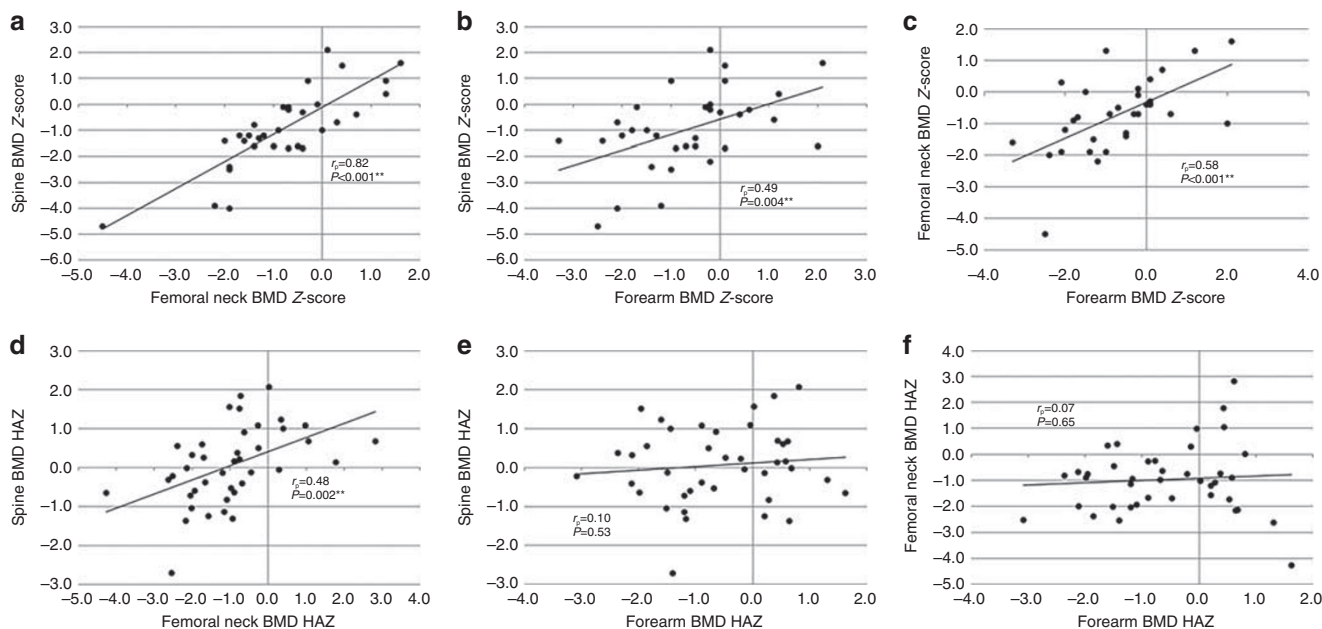 a
3.0
2.0
1.0
0.0
–1.0
–2.0
–3.0
–4.0
–5.0
–6.0
Spine BMD Z-score
rp=0.82
P<0.001**
–5.0 –4.0 –3.0 –2.0 –1.0 0.0 1.0 2.0
Femoral neck BMD Z-score
b
3.0
2.0
1.0
0.0
–1.0
–2.0
–3.0
–4.0
–5.0
–6.0
Spine BMD Z-score
rp=0.49
P=0.004**
–4.0 –2.0 0.0 2.0 4.0
Forearm BMD Z-score
c
2.0
1.0
0.0
–1.0
–2.0
–3.0
–4.0
–5.0
Femoral neck BMD Z-score
rp=0.58
P<0.001**
–4.0 –2.0 0.0 2.0 4.0
Forearm BMD Z-score
d
3.0
2.0
1.0
0.0
–1.0
–2.0
–3.0
Spine BMD HAZ
rp=0.48
P=0.002**
–5.0 –4.0 –3.0 –2.0 –1.0 0.0 1.0 2.0 3.0 4.0
Femoral neck BMD HAZ
e
3.0
2.0
1.0
0.0
–1.0
–2.0
–3.0
Spine BMD HAZ
rp=0.10
P=0.53
–4.0 –3.0 –2.0 –1.0 0.0 1.0 2.0
Forearm BMD HAZ
f
4.0
3.0
2.0
1.0
0.0
–1.0
–2.0
–3.0
–4.0
–5.0
Femoral neck BMD HAZ
rp=0.07
P=0.65
–4.0 –3.0 –2.0 –1.0 0.0 1.0 2.0
Forearm BMD HAZ